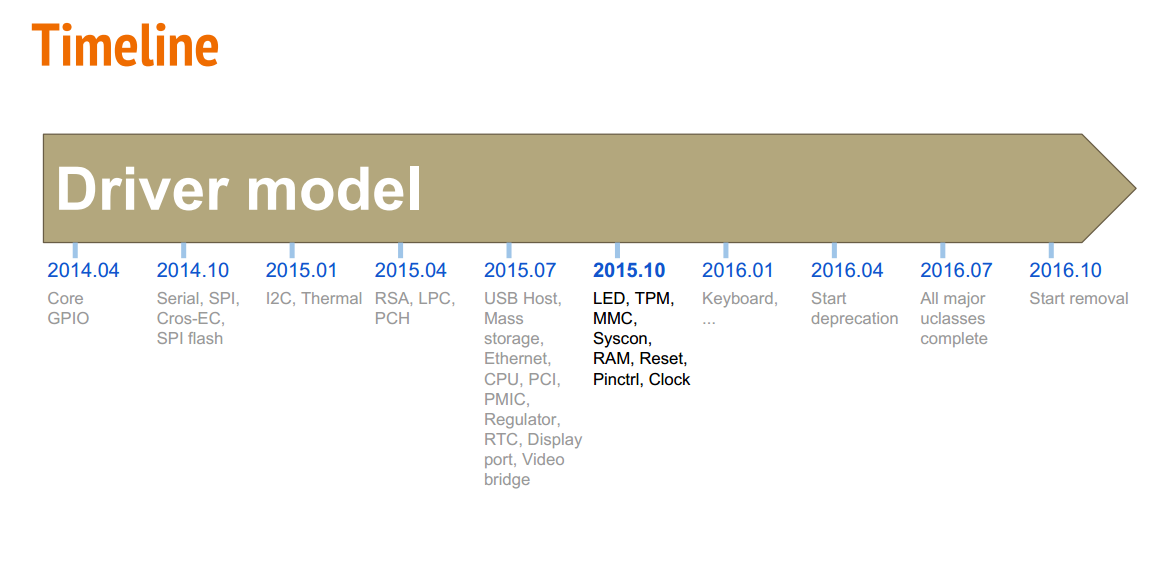 Timeline
Driver model
2014.04
Core
GPIO
2014.10
Serial, SPI,
Cros-EC,
SPI flash
2015.01
I2C, Thermal
2015.04
RSA, LPC,
PCH
2015.07
USB Host,
Mass
storage,
Ethernet,
CPU, PCI,
PMIC,
Regulator,
RTC, Display
port, Video
bridge
2015.10
LED, TPM,
MMC,
Syscon,
RAM, Reset,
Pinctrl, Clock
2016.01
Keyboard,
...
2016.04
Start
deprecation
2016.07
All major
uclasses
complete
2016.10
Start removal